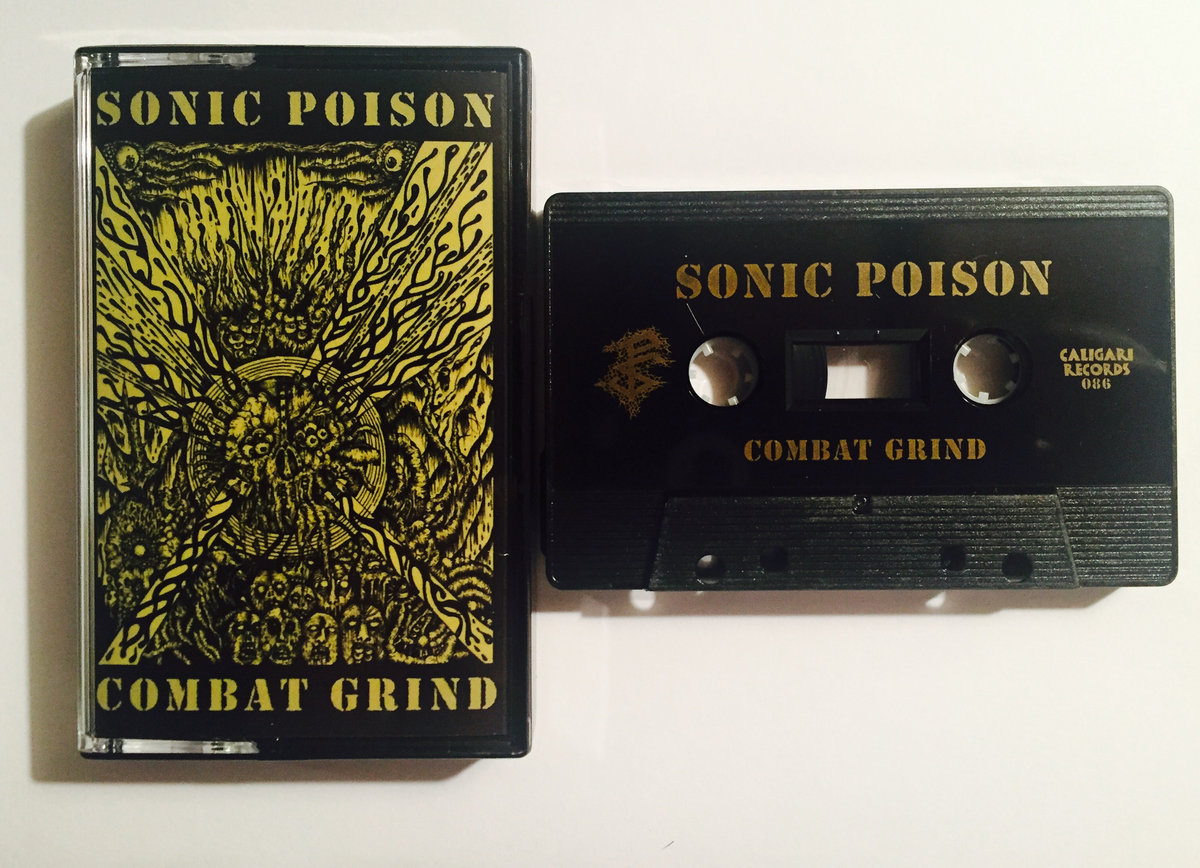 SONIC POISON
COMBAT GRIND
SONIC POISON
CALIGARI
RECORDS
086
COMBAT GRIND